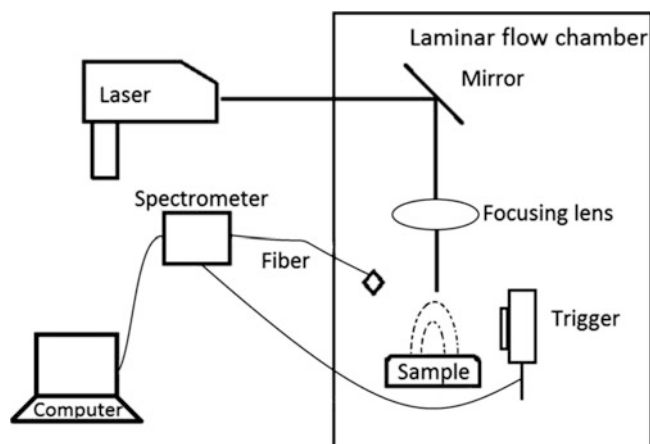 Laminar flow chamber
Mirror
Laser
Spectrometer
Focusing lens
Fiber
Trigger
Sample
Computer